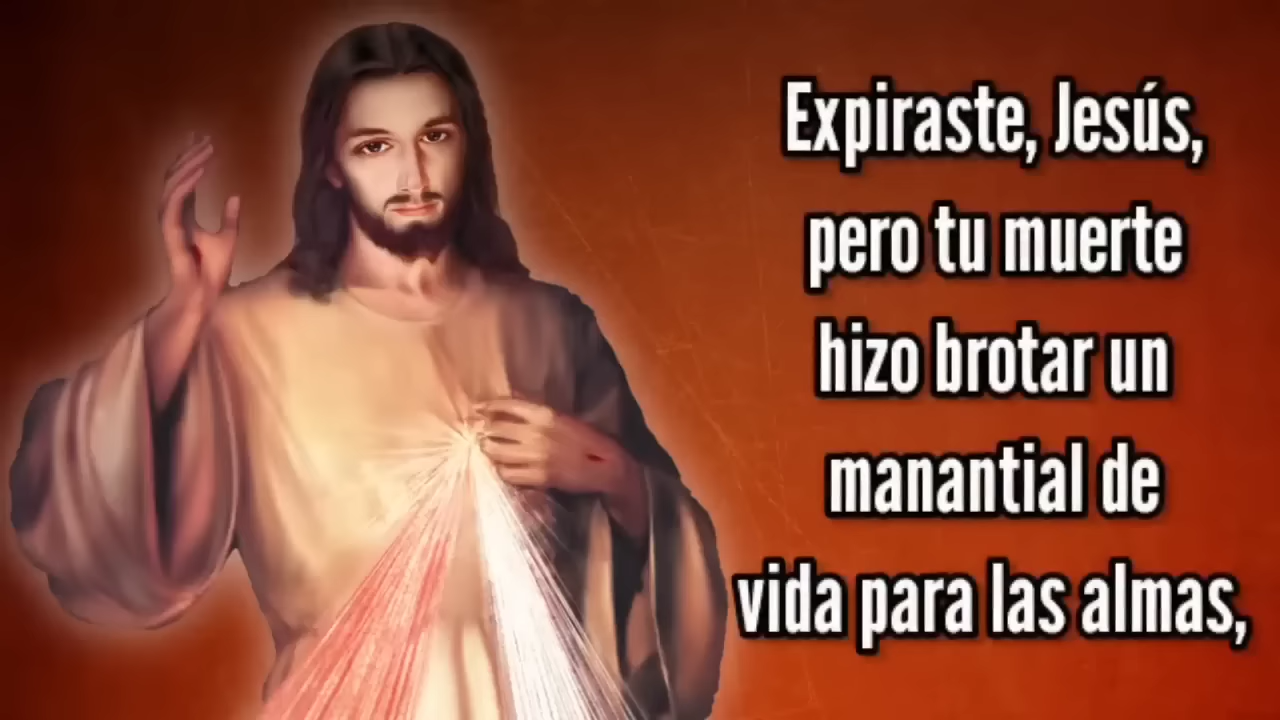 Expiraste, Jesús,
pero tu muerte
hizo brotar un
manantial de
vida para las almas,